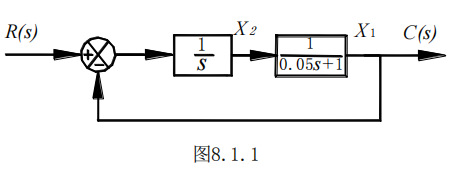 R(s)
+
−
1
s
X2
1
0.05s+1
X1
C(s)
图8.1.1